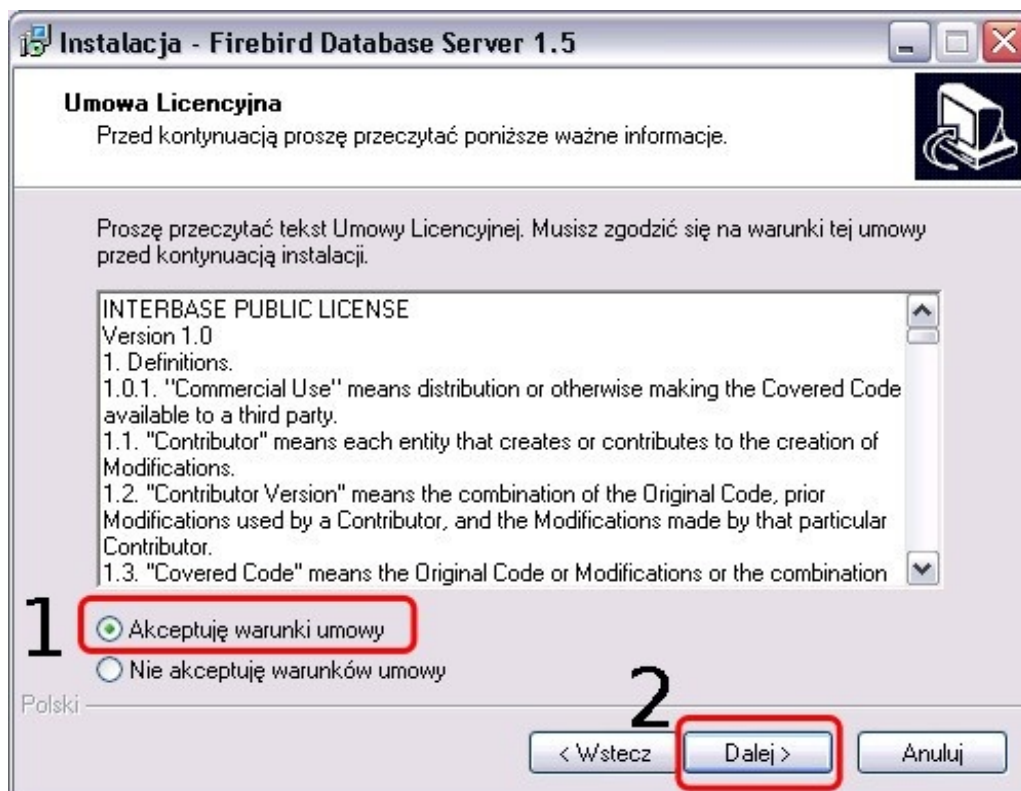 Instalacja - Firebird Database Server 1.5
Umowa Licencyjna
Przed kontynuacją proszę przeczytać poniższe ważne informacje.
Proszę przeczytać tekst Umowy Licencyjnej. Musisz zgodzić się na warunki tej umowy
przed kontynuacją instalacji.
INTERBASE PUBLIC LICENSE
Version 1.0
1. Definitions.
1.0.1. "Commercial Use" means distribution or otherwise making the Covered Code
available to a third party.
1.1. "Contributor" means each entity that creates or contributes to the creation of
Modifications.
1.2. "Contributor Version" means the combination of the Original Code, prior
Modifications used by a Contributor, and the Modifications made by that particular
Contributor.
1.3. "Covered Code" means the Original Code or Modifications or the combination
1 Akceptuję warunki umowy
Nie akceptuję warunków umowy
Polski
2
< Wstecz Dalej > Anuluj